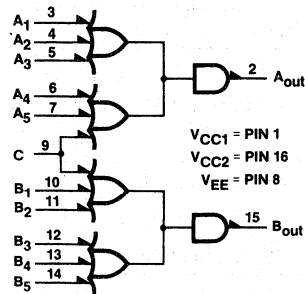 A1 3
A2 4
A3 5
2 Aout
A4 6
A5 7
VCC1 = PIN 1
VCC2 = PIN 16
VEE = PIN 8
C 9
B1 10
B2 11
15 Bout
B3 12
B4 13
B5 14